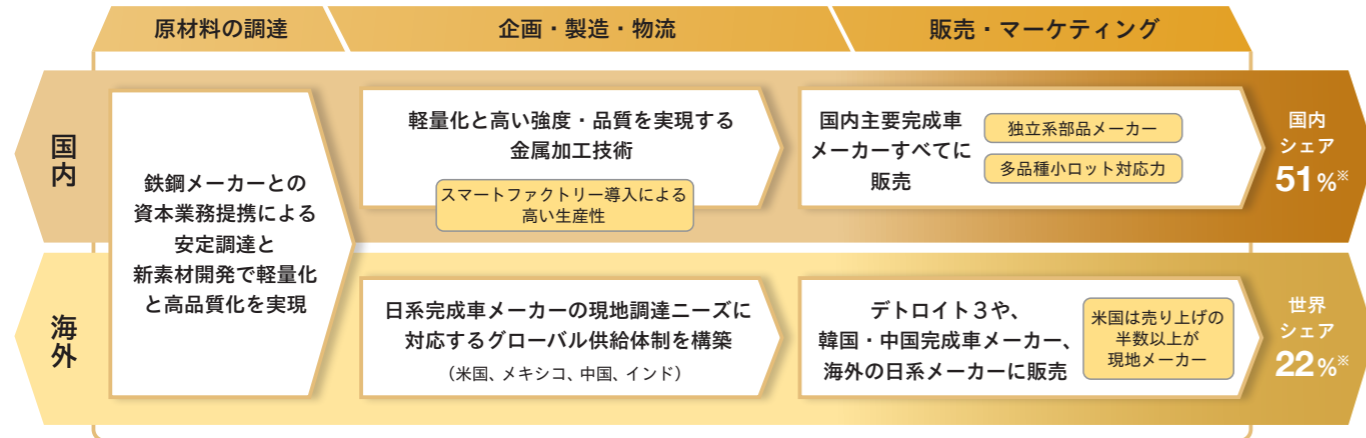 原材料の調達
企画・製造・物流
販売・マーケティング
国内
鉄鋼メーカーとの
資本業務提携による
安定調達と
新素材開発で軽量化
と高品質化を実現
軽量化と高い強度・品質を実現する
金属加工技術
スマートファクトリー導入による
高い生産性
国内主要完成車
メーカーすべてに
販売
独立系部品メーカー
多品種小ロット対応力
国内
シェア
51%※
海外
日系完成車メーカーの現地調達ニーズに
対応するグローバル供給体制を構築
（米国、メキシコ、中国、インド）
デトロイト3や、
韓国・中国完成車メーカー、
海外の日系メーカーに販売
米国は売り上げの
半数以上が
現地メーカー
世界
シェア
22%※